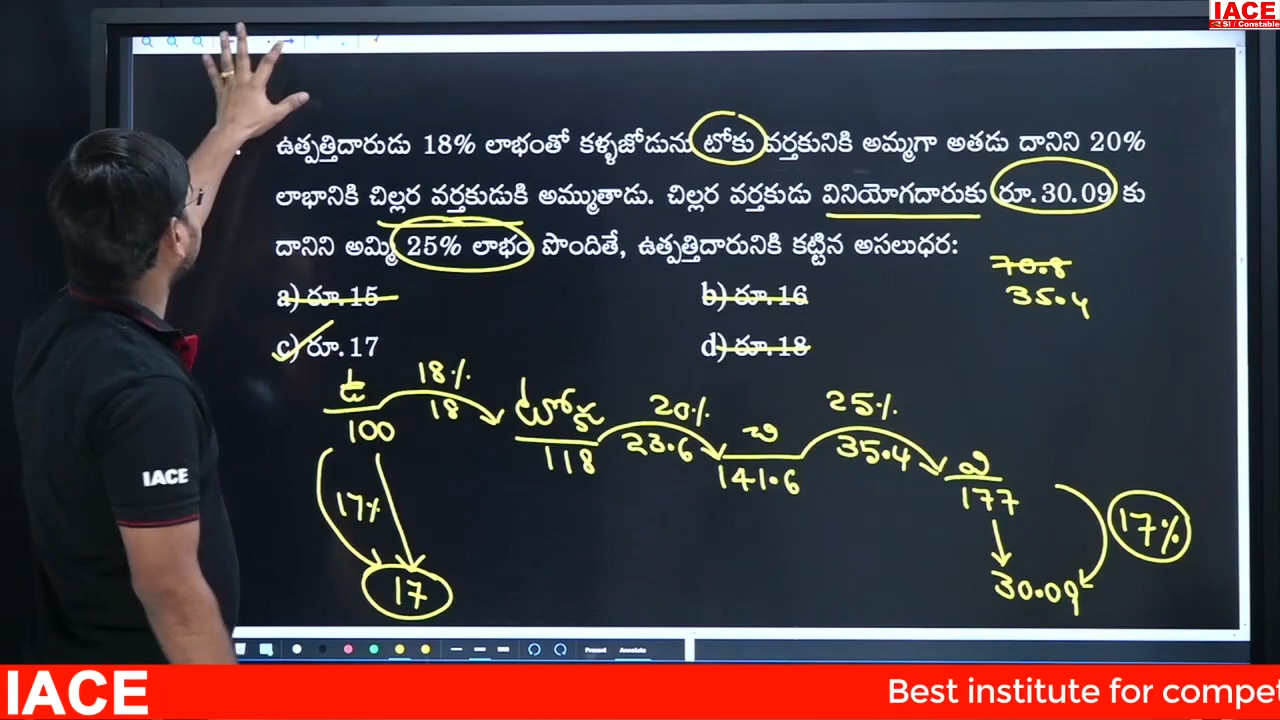 IACE
SI / Constable
ఉత్పత్తిదారుడు 18% లాభంతో కళ్ళజోడును టోకు వర్తకునికి అమ్మగా అతడు దానిని 20%
లాభానికి చిల్లర వర్తకుడుకి అమ్ముతాడు. చిల్లర వర్తకుడు వినియోగదారుకు రూ.30.09 కు
దానిని అమ్మి 25% లాభం పొందితే, ఉత్పత్తిదారునికి కట్టిన అసలుధర:
70.8
35.4
a) రూ.15 b) రూ.16
c) రూ.17 d) రూ.18
ఉ 18% టోకు 20% చి 25% వి
100 18 118 23.6 141.6 35.4 177
17% 17%
17 30.09
IACE
Present Annotate
IACE Best institute for compet